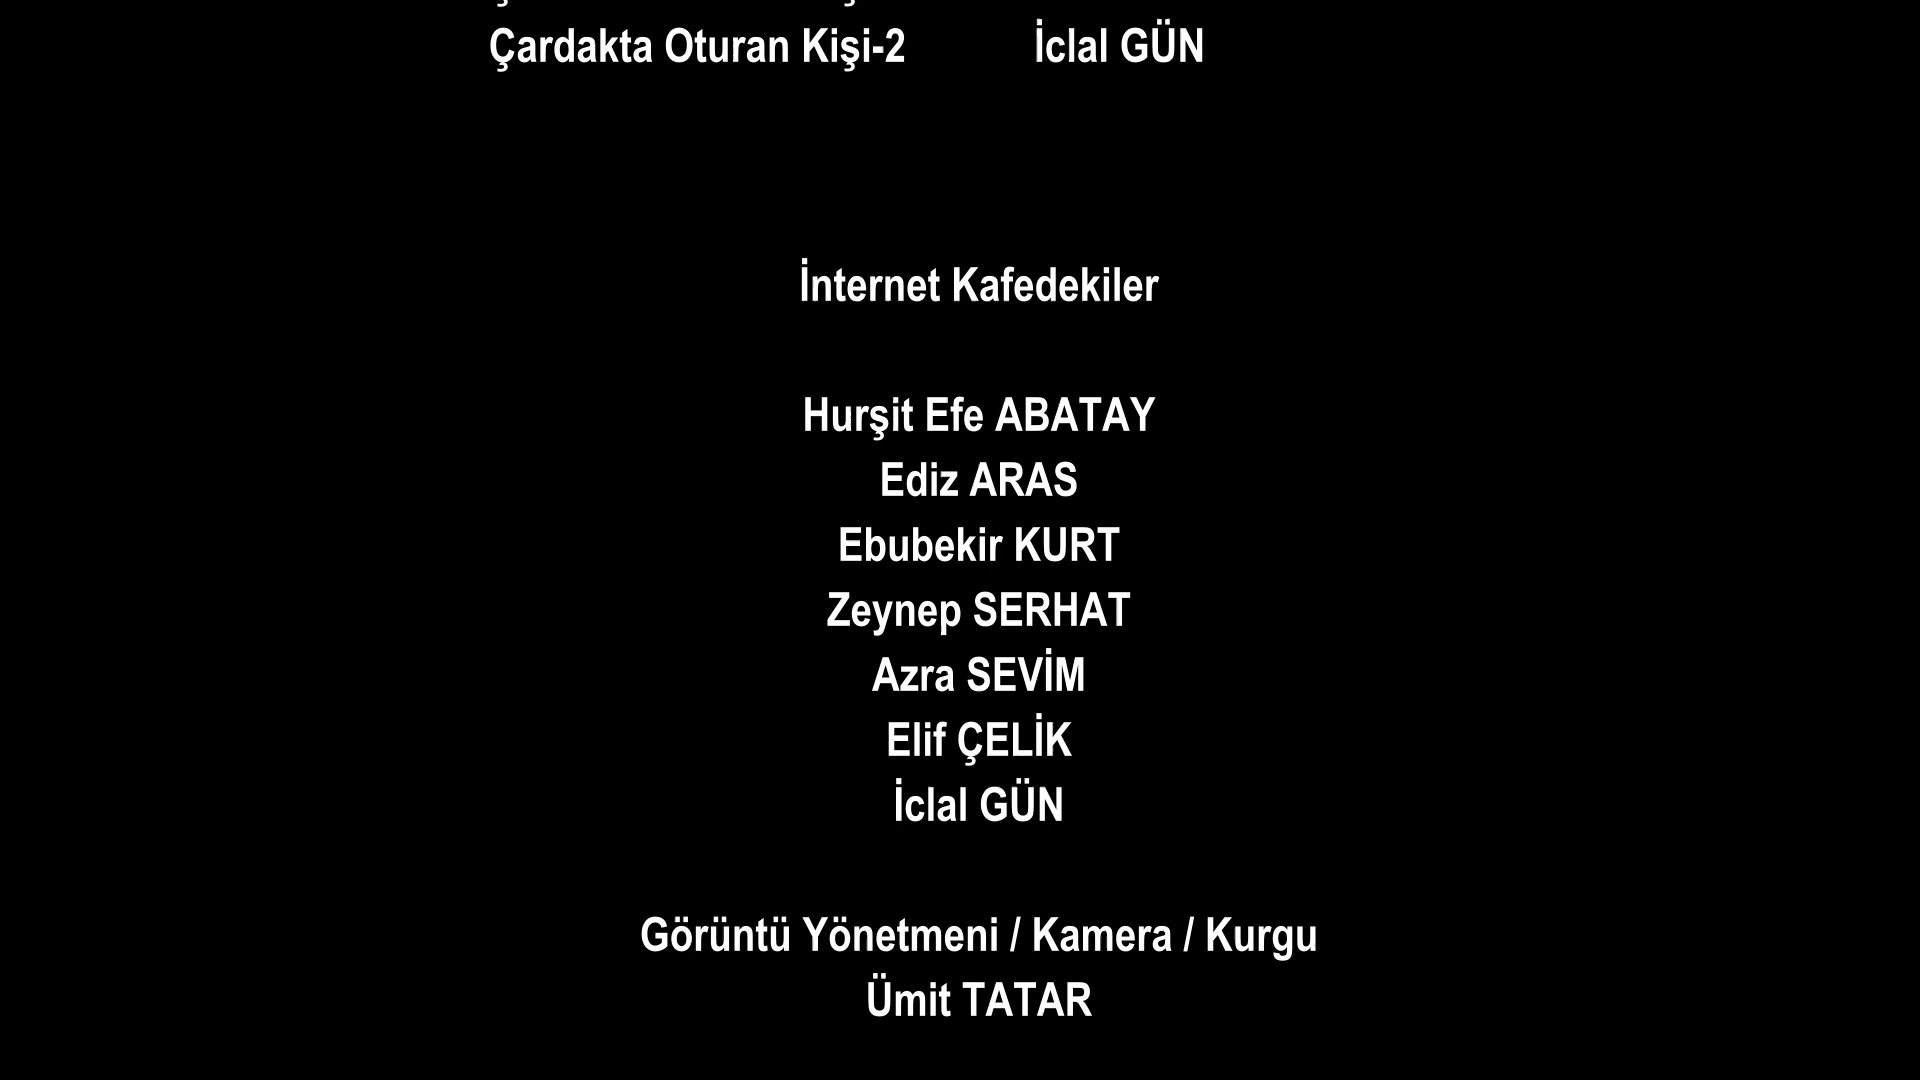 Çardakta Oturan Kişi-2 İclal GÜN
İnternet Kafedekiler
Hurşit Efe ABATAY
Ediz ARAS
Ebubekir KURT
Zeynep SERHAT
Azra SEVİM
Elif ÇELİK
İclal GÜN
Görüntü Yönetmeni / Kamera / Kurgu
Ümit TATAR